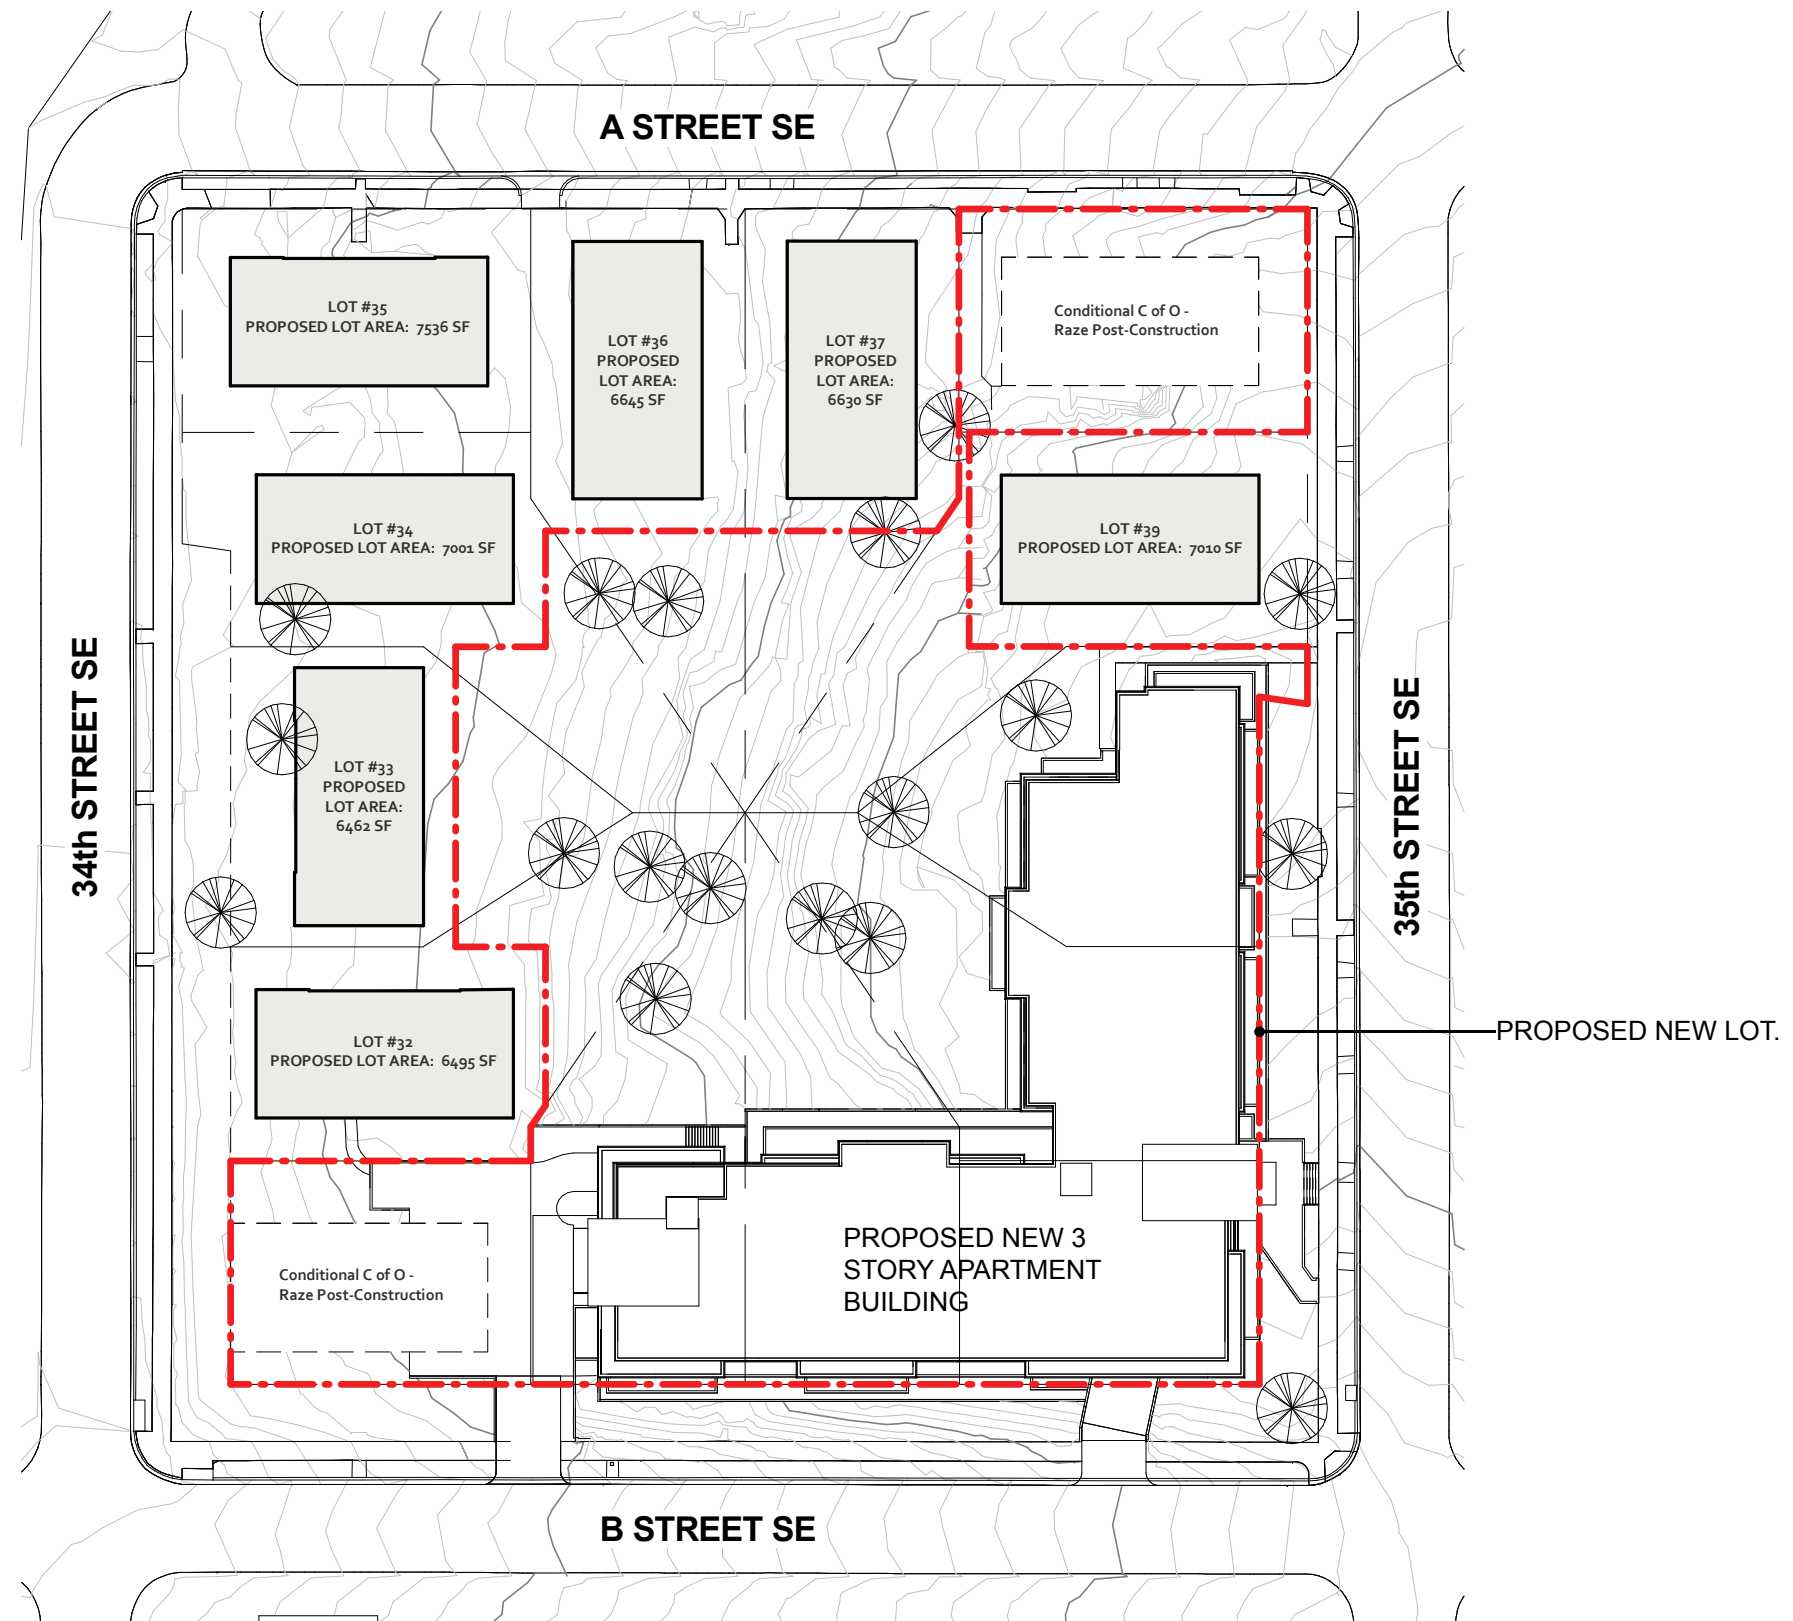 A STREET SE
LOT #35
PROPOSED LOT AREA: 7536 SF
LOT #36
PROPOSED
LOT AREA:
6645 SF
LOT #37
PROPOSED
LOT AREA:
6630 SF
Conditional C of O -
Raze Post-Construction
LOT #34
PROPOSED LOT AREA: 7001 SF
LOT #39
PROPOSED LOT AREA: 7010 SF
34th STREET SE
LOT #33
PROPOSED
LOT AREA:
6462 SF
35th STREET SE
LOT #32
PROPOSED LOT AREA: 6495 SF
PROPOSED NEW LOT.
Conditional C of O -
Raze Post-Construction
PROPOSED NEW 3
STORY APARTMENT
BUILDING
B STREET SE